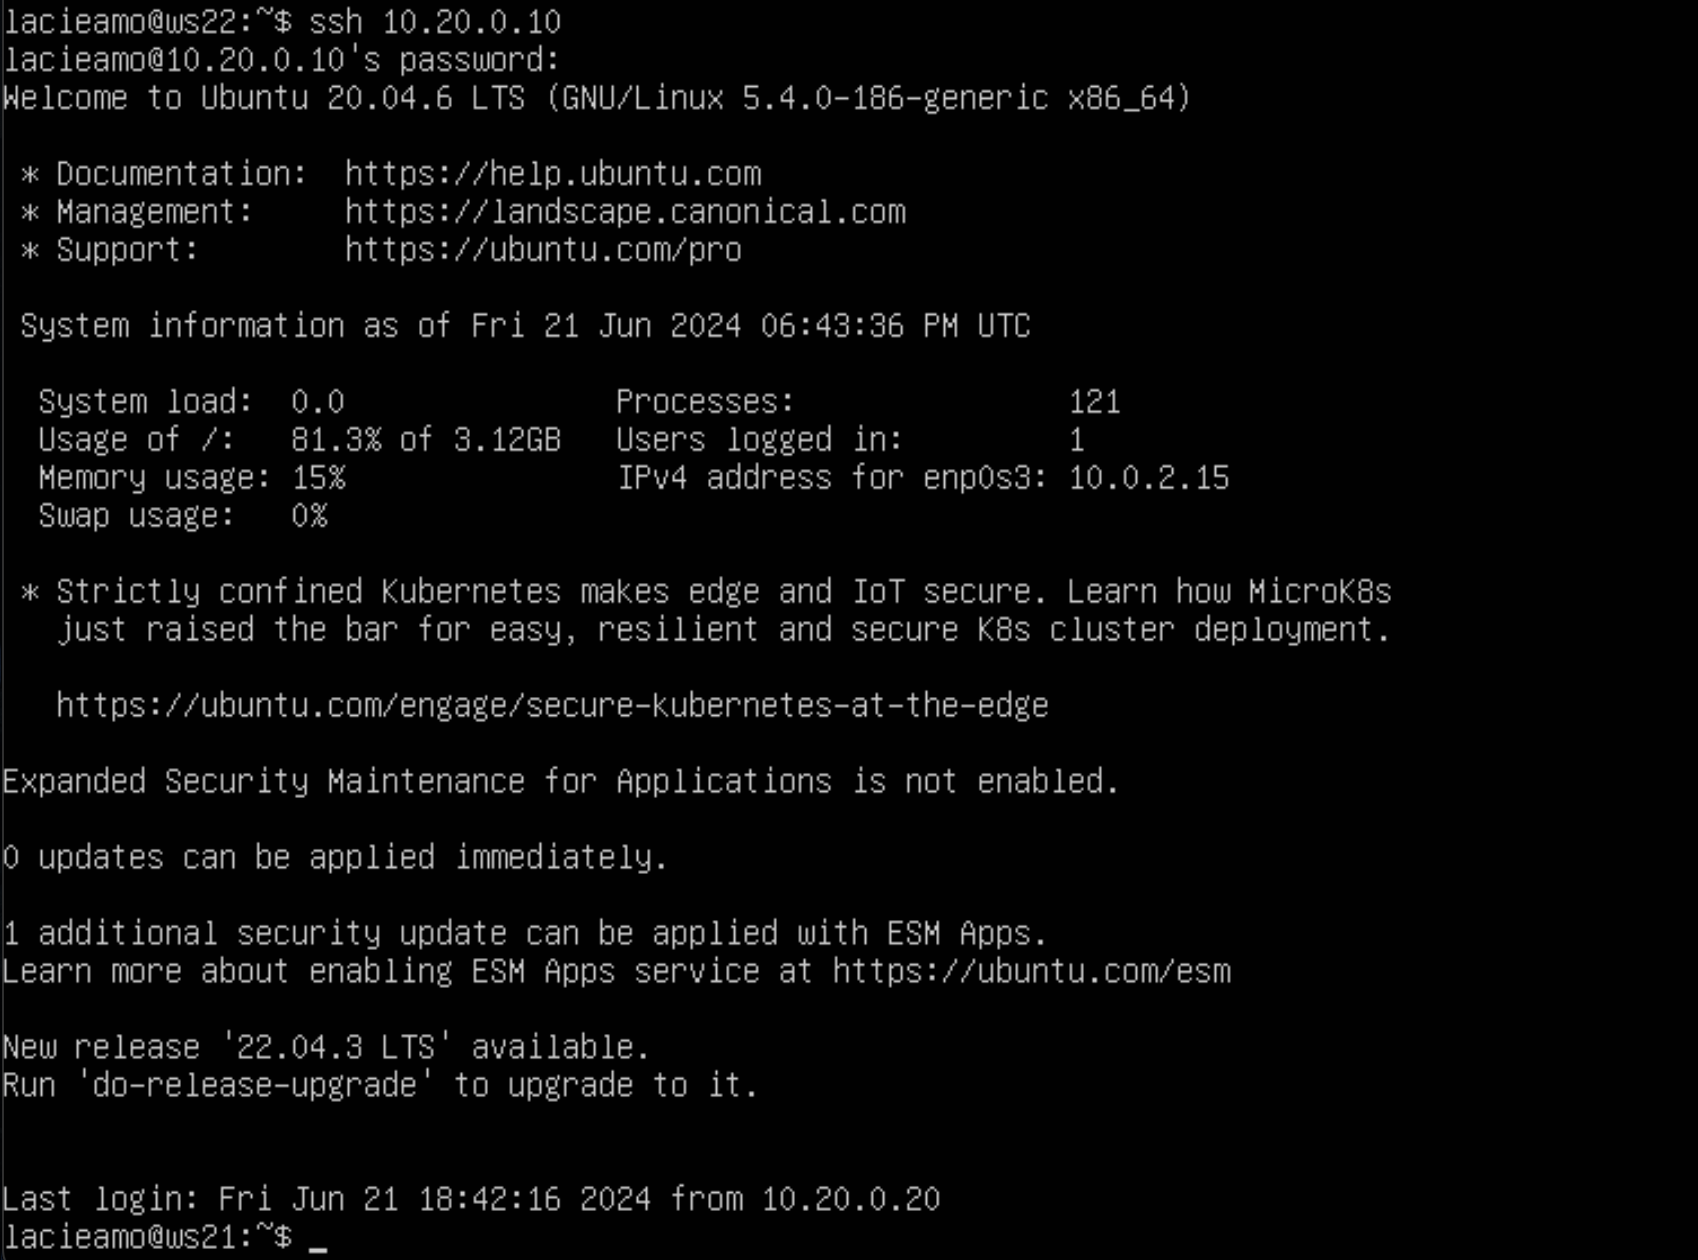 lacieamo@ws22:~$ ssh 10.20.0.10
lacieamo@10.20.0.10's password:
Welcome to Ubuntu 20.04.6 LTS (GNU/Linux 5.4.0-186-generic x86_64)

 * Documentation:  https://help.ubuntu.com
 * Management:     https://landscape.canonical.com
 * Support:        https://ubuntu.com/pro

 System information as of Fri 21 Jun 2024 06:43:36 PM UTC

  System load:  0.0               Processes:               121
  Usage of /:   81.3% of 3.12GB   Users logged in:         1
  Memory usage: 15%               IPv4 address for enp0s3: 10.0.2.15
  Swap usage:   0%

 * Strictly confined Kubernetes makes edge and IoT secure. Learn how MicroK8s
   just raised the bar for easy, resilient and secure K8s cluster deployment.

   https://ubuntu.com/engage/secure-kubernetes-at-the-edge

Expanded Security Maintenance for Applications is not enabled.

0 updates can be applied immediately.

1 additional security update can be applied with ESM Apps.
Learn more about enabling ESM Apps service at https://ubuntu.com/esm

New release '22.04.3 LTS' available.
Run 'do-release-upgrade' to upgrade to it.


Last login: Fri Jun 21 18:42:16 2024 from 10.20.0.20
lacieamo@ws21:~$ _